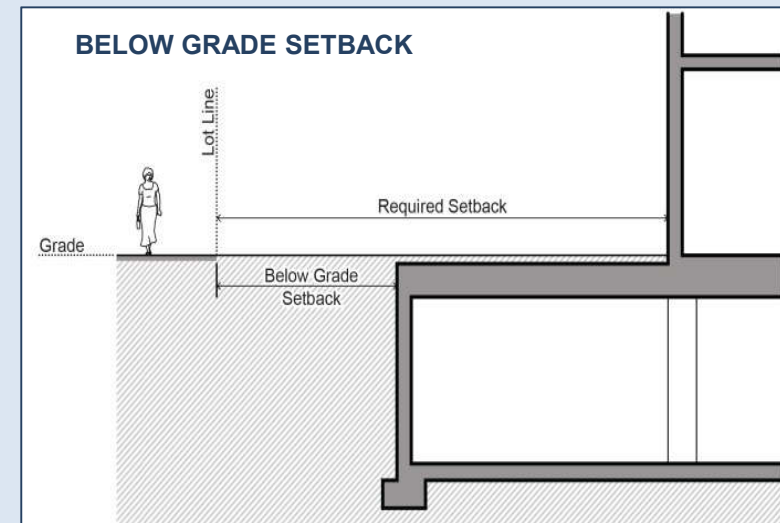 BELOW GRADE SETBACK
Lot Line
Required Setback
Grade
Below Grade
Setback